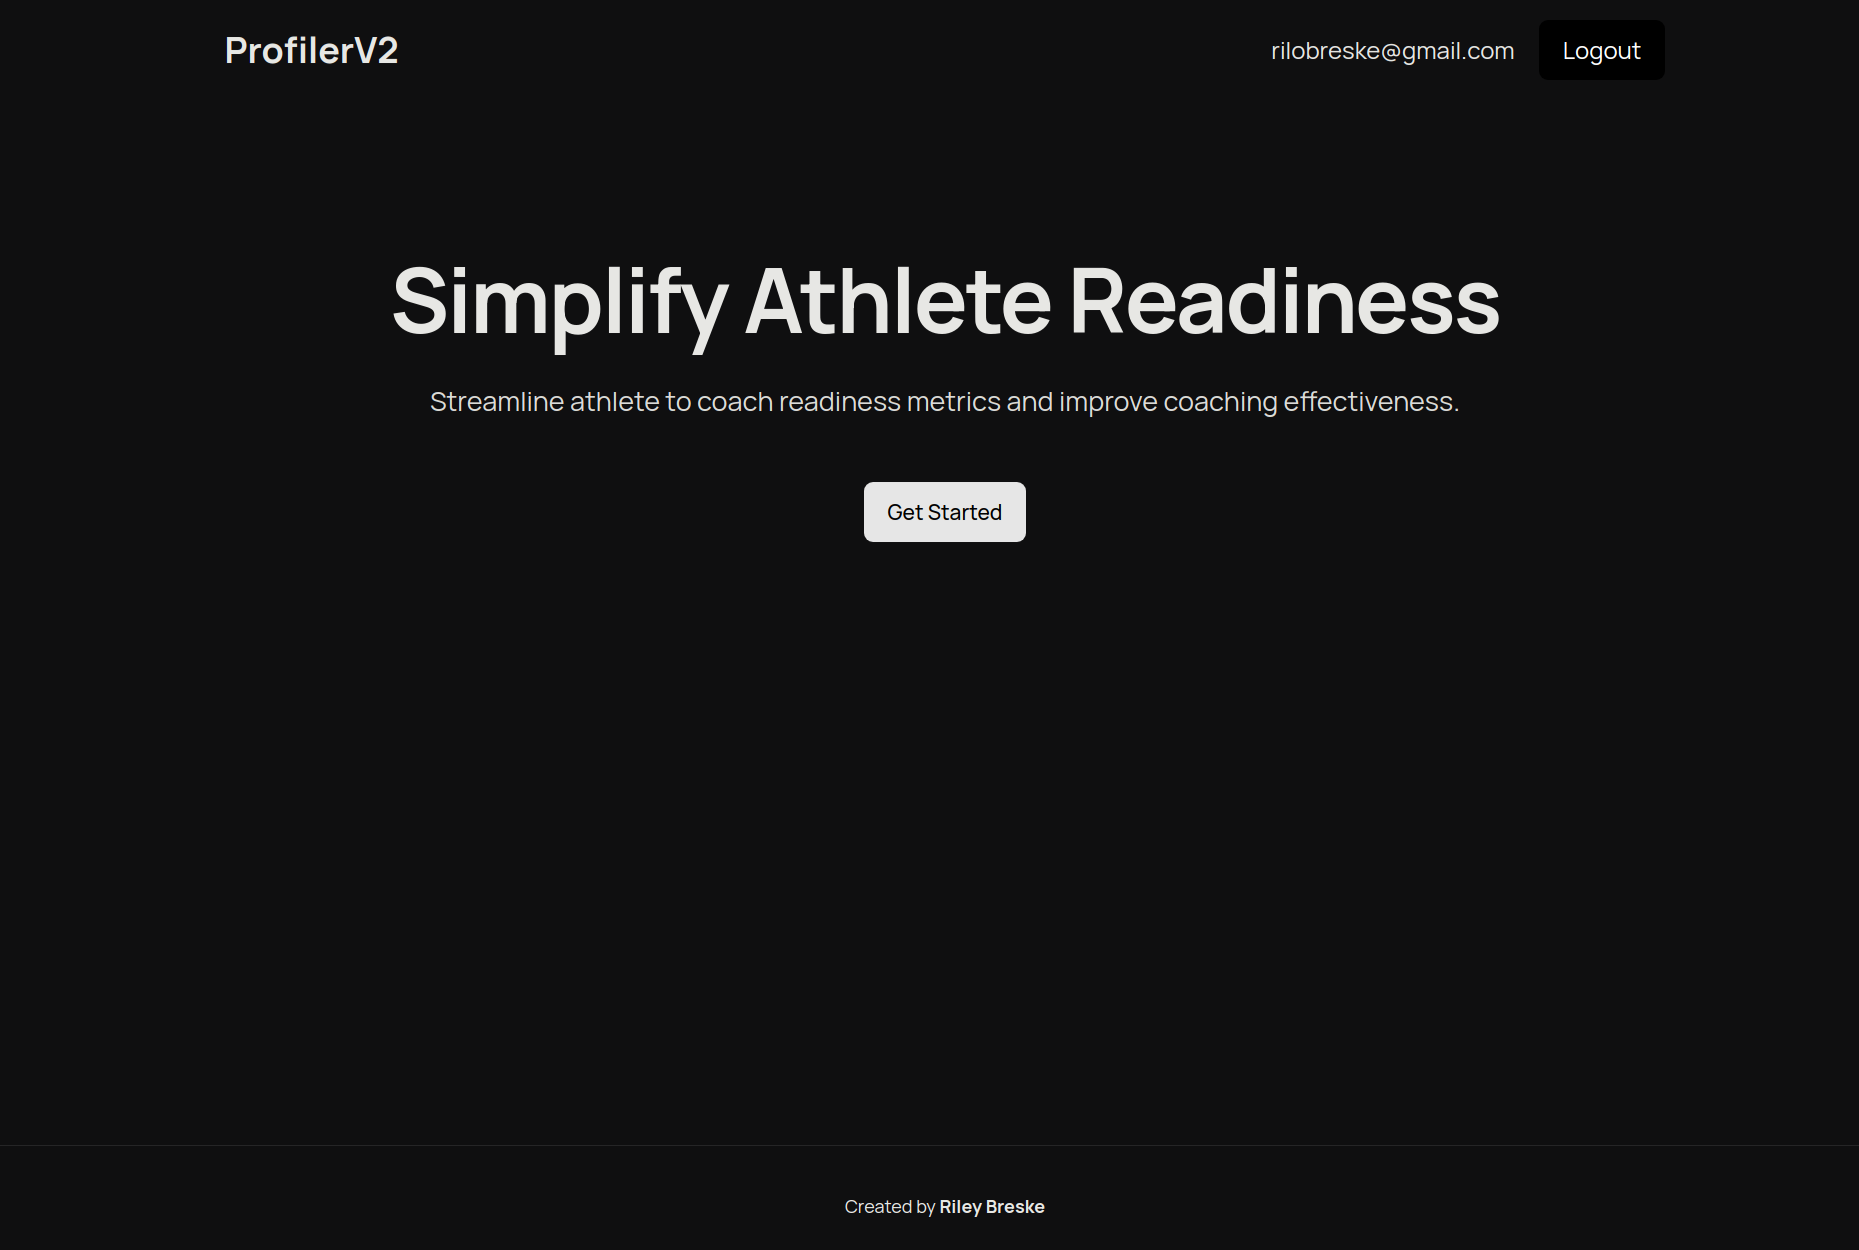 ProfilerV2
rilobreske@gmail.com
Logout
Simplify Athlete Readiness
Streamline athlete to coach readiness metrics and improve coaching effectiveness.
Get Started
Created by Riley Breske